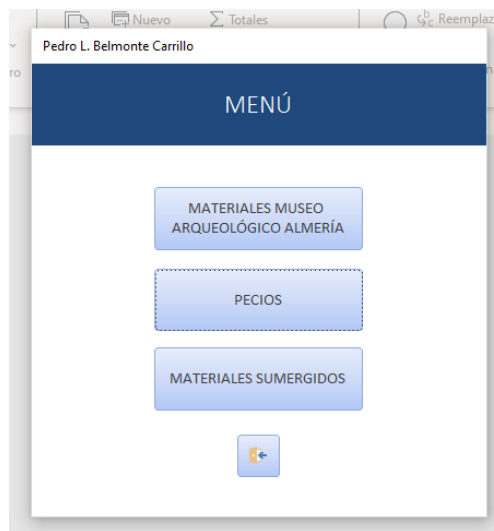 Nuevo
Totales
Reemplaz
Pedro L. Belmonte Carrillo
ro
MENÚ
MATERIALES MUSEO
ARQUEOLÓGICO ALMERÍA
PECIOS
MATERIALES SUMERGIDOS